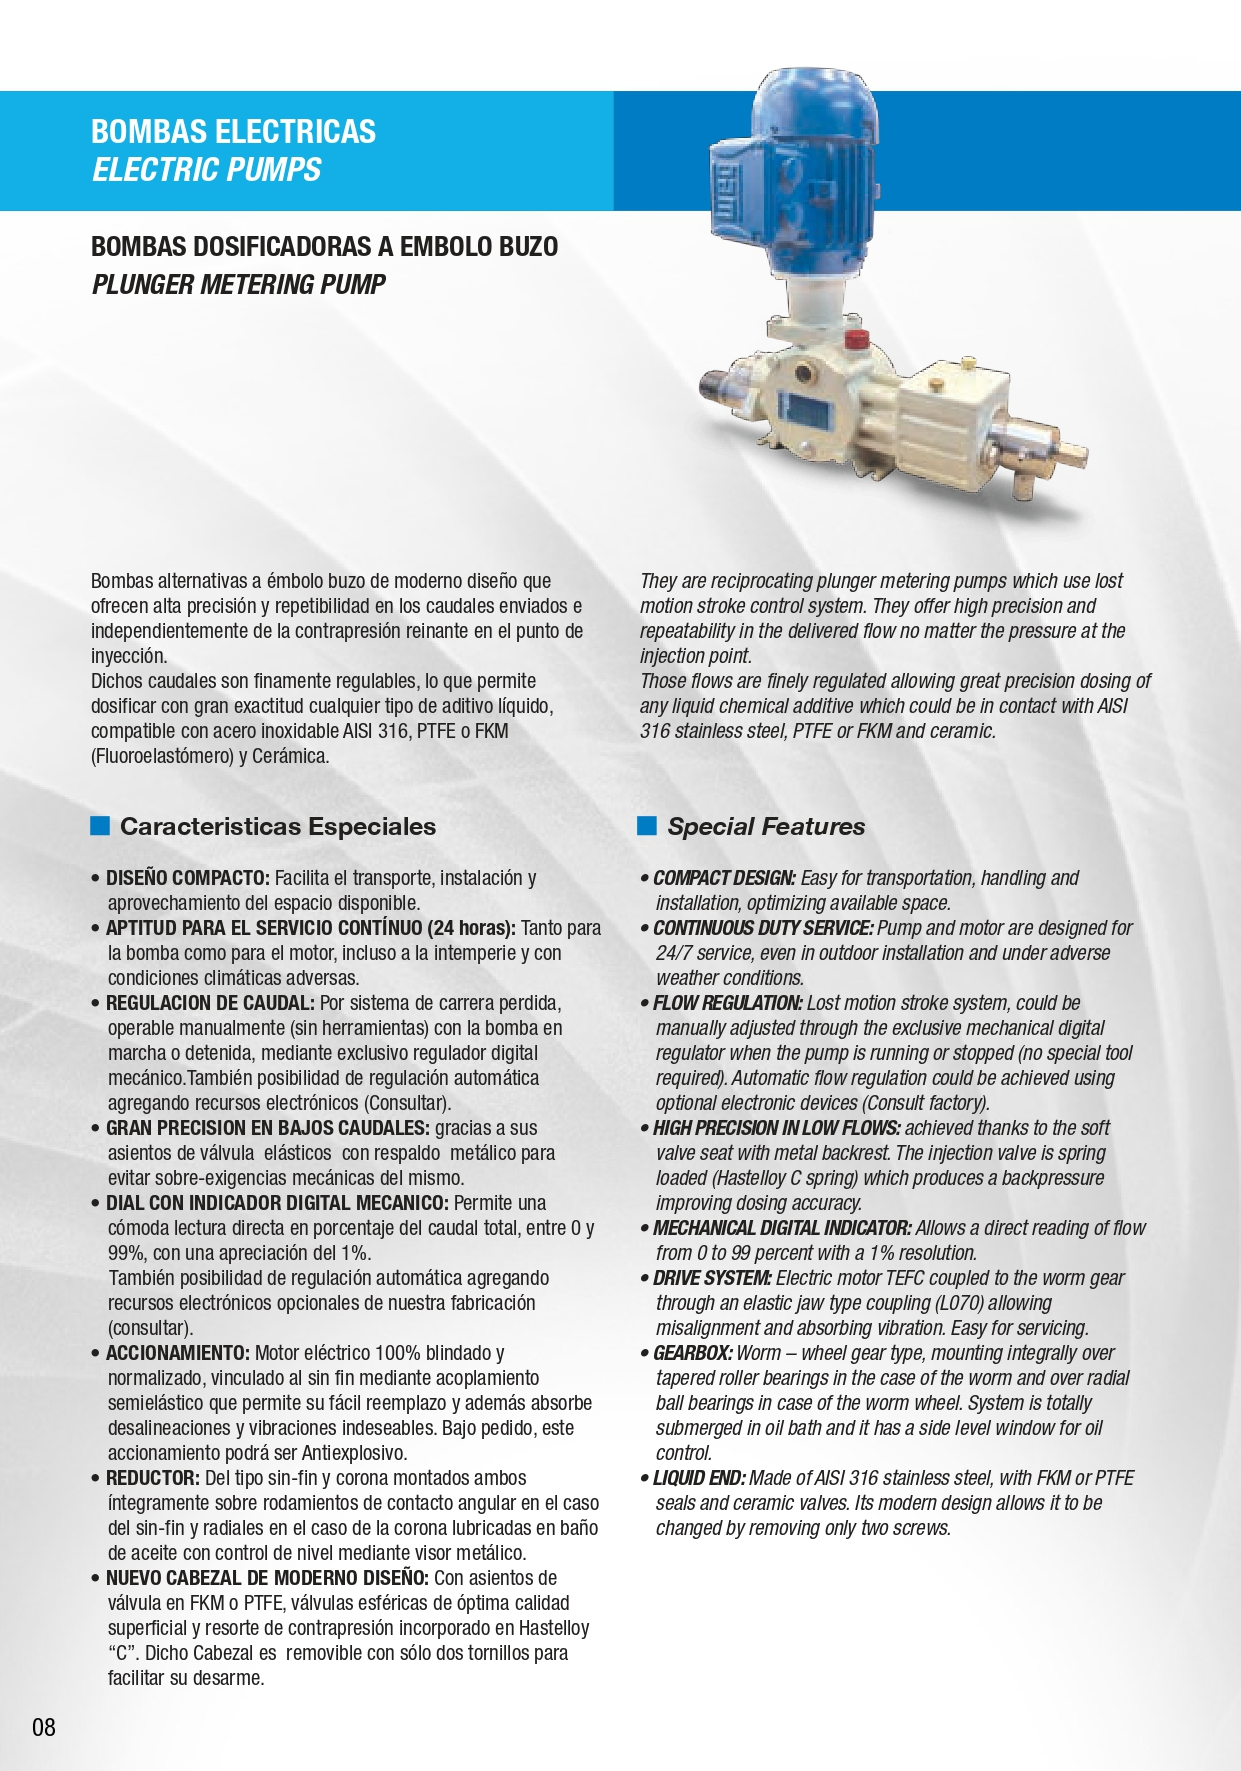 BOMBAS ELECTRICAS
ELECTRIC PUMPS
weg
BOMBAS DOSIFICADORAS A EMBOLO BUZO
PLUNGER METERING PUMP
Bombas alternativas a émbolo buzo de moderno diseño que
ofrecen alta precisión y repetibilidad en los caudales enviados e
independientemente de la contrapresión reinante en el punto de
inyección.
Dichos caudales son finamente regulables, lo que permite
dosificar con gran exactitud cualquier tipo de aditivo líquido,
compatible con acero inoxidable AISI 316, PTFE o FKM
(Fluoroelastómero) y Cerámica.
They are reciprocating plunger metering pumps which use lost
motion stroke control system. They offer high precision and
repeatability in the delivered flow no matter the pressure at the
injection point.
Those flows are finely regulated allowing great precision dosing of
any liquid chemical additive which could be in contact with AISI
316 stainless steel, PTFE or FKM and ceramic.
Caracteristicas Especiales
• DISEÑO COMPACTO: Facilita el transporte, instalación y
aprovechamiento del espacio disponible.
• APTITUD PARA EL SERVICIO CONTÍNUO (24 horas): Tanto para
la bomba como para el motor, incluso a la intemperie y con
condiciones climáticas adversas.
• REGULACION DE CAUDAL: Por sistema de carrera perdida,
operable manualmente (sin herramientas) con la bomba en
marcha o detenida, mediante exclusivo regulador digital
mecánico.También posibilidad de regulación automática
agregando recursos electrónicos (Consultar).
• GRAN PRECISION EN BAJOS CAUDALES: gracias a sus
asientos de válvula elásticos con respaldo metálico para
evitar sobre-exigencias mecánicas del mismo.
• DIAL CON INDICADOR DIGITAL MECANICO: Permite una
cómoda lectura directa en porcentaje del caudal total, entre 0 y
99%, con una apreciación del 1%.
También posibilidad de regulación automática agregando
recursos electrónicos opcionales de nuestra fabricación
(consultar).
• ACCIONAMIENTO: Motor eléctrico 100% blindado y
normalizado, vinculado al sin fin mediante acoplamiento
semielástico que permite su fácil reemplazo y además absorbe
desalineaciones y vibraciones indeseables. Bajo pedido, este
accionamiento podrá ser Antiexplosivo.
• REDUCTOR: Del tipo sin-fin y corona montados ambos
íntegramente sobre rodamientos de contacto angular en el caso
del sin-fin y radiales en el caso de la corona lubricadas en baño
de aceite con control de nivel mediante visor metálico.
• NUEVO CABEZAL DE MODERNO DISEÑO: Con asientos de
válvula en FKM o PTFE, válvulas esféricas de óptima calidad
superficial y resorte de contrapresión incorporado en Hastelloy
“C”. Dicho Cabezal es removible con sólo dos tornillos para
facilitar su desarme.
Special Features
• COMPACT DESIGN: Easy for transportation, handling and
installation, optimizing available space.
• CONTINUOUS DUTY SERVICE: Pump and motor are designed for
24/7 service, even in outdoor installation and under adverse
weather conditions.
• FLOW REGULATION: Lost motion stroke system, could be
manually adjusted through the exclusive mechanical digital
regulator when the pump is running or stopped (no special tool
required). Automatic flow regulation could be achieved using
optional electronic devices (Consult factory).
• HIGH PRECISION IN LOW FLOWS: achieved thanks to the soft
valve seat with metal backrest. The injection valve is spring
loaded (Hastelloy C spring) which produces a backpressure
improving dosing accuracy.
• MECHANICAL DIGITAL INDICATOR: Allows a direct reading of flow
from 0 to 99 percent with a 1% resolution.
• DRIVE SYSTEM: Electric motor TEFC coupled to the worm gear
through an elastic jaw type coupling (L070) allowing
misalignment and absorbing vibration. Easy for servicing.
• GEARBOX: Worm – wheel gear type, mounting integrally over
tapered roller bearings in the case of the worm and over radial
ball bearings in case of the worm wheel. System is totally
submerged in oil bath and it has a side level window for oil
control.
• LIQUID END: Made of AISI 316 stainless steel, with FKM or PTFE
seals and ceramic valves. Its modern design allows it to be
changed by removing only two screws.
08